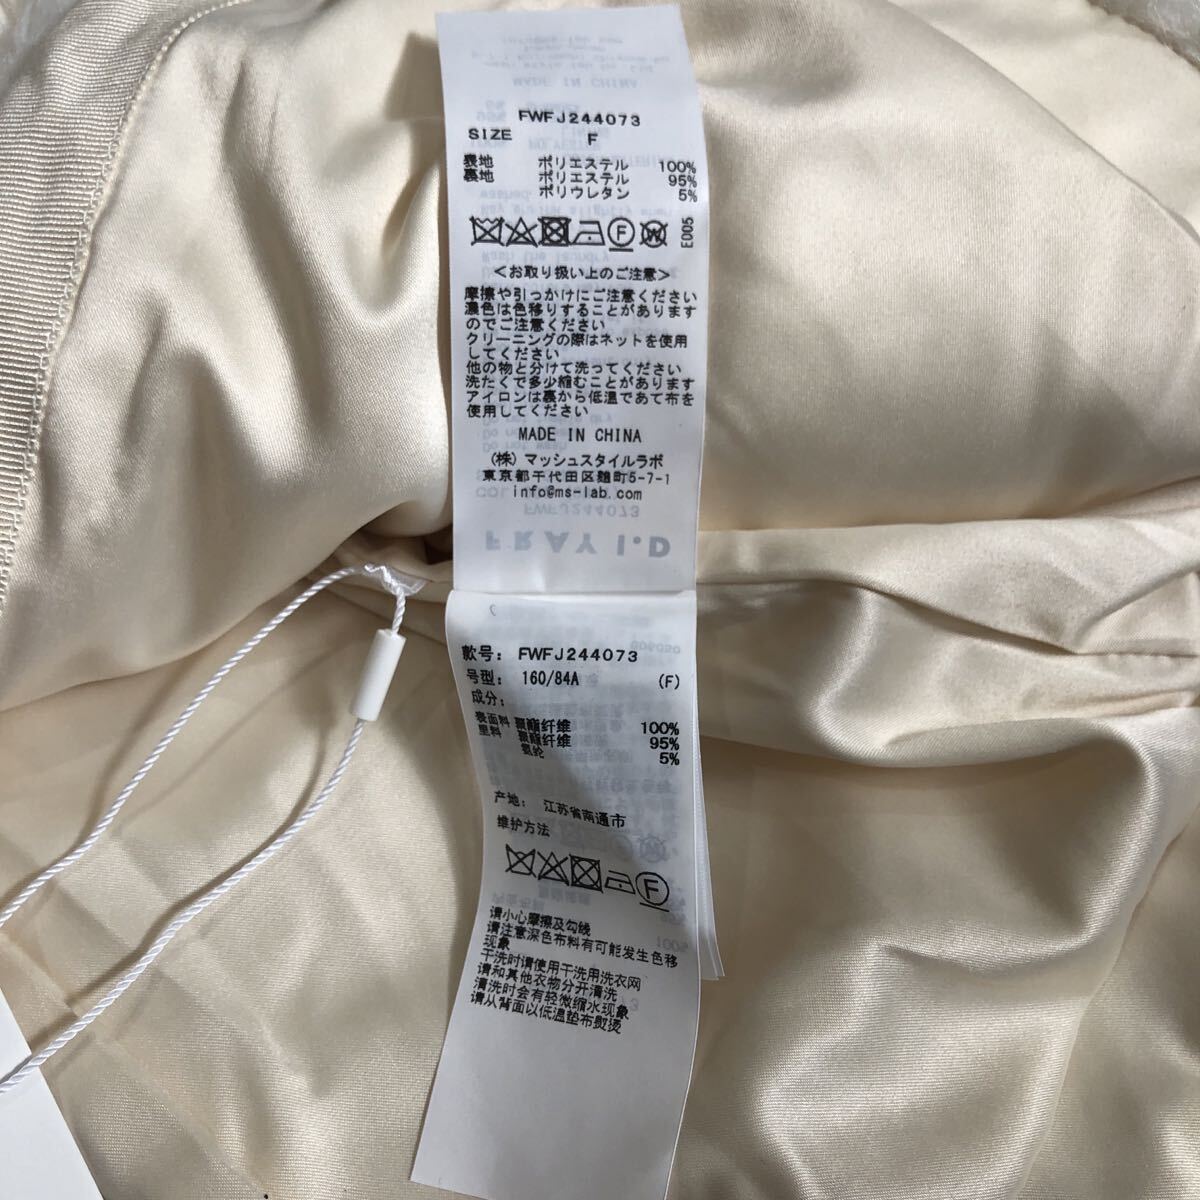 FWFJ244073
SIZE F
表地 ポリエステル 100%
裏地 ポリエステル 95%
ポリウレタン 5%
F W E005
<お取り扱い上のご注意>
摩擦や引っかけにご注意ください
濃色は色移りすることがあります
のでご注意ください
クリーニングの際はネットを使用
してください
他の物と分けて洗ってください
洗たくで多少縮むことがあります
アイロンは裏から低温であて布を
使用してください
MADE IN CHINA
(株) マッシュスタイルラボ
東京都千代田区麹町5-7-1
info@ms-lab.com
FWFJ244073
FRAY I.D
款号: FWFJ244073
号型: 160/84A (F)
成分:
表面料 聚酯纤维 100%
里料 聚酯纤维 95%
氨纶 5%
产地: 江苏省南通市
维护方法
F
请小心摩擦及勾线
请注意深色布料有可能发生色移
现象
干洗时请使用干洗用洗衣网
请和其他衣物分开清洗
清洗时会有轻微缩水现象
请从背面以低温垫布熨烫